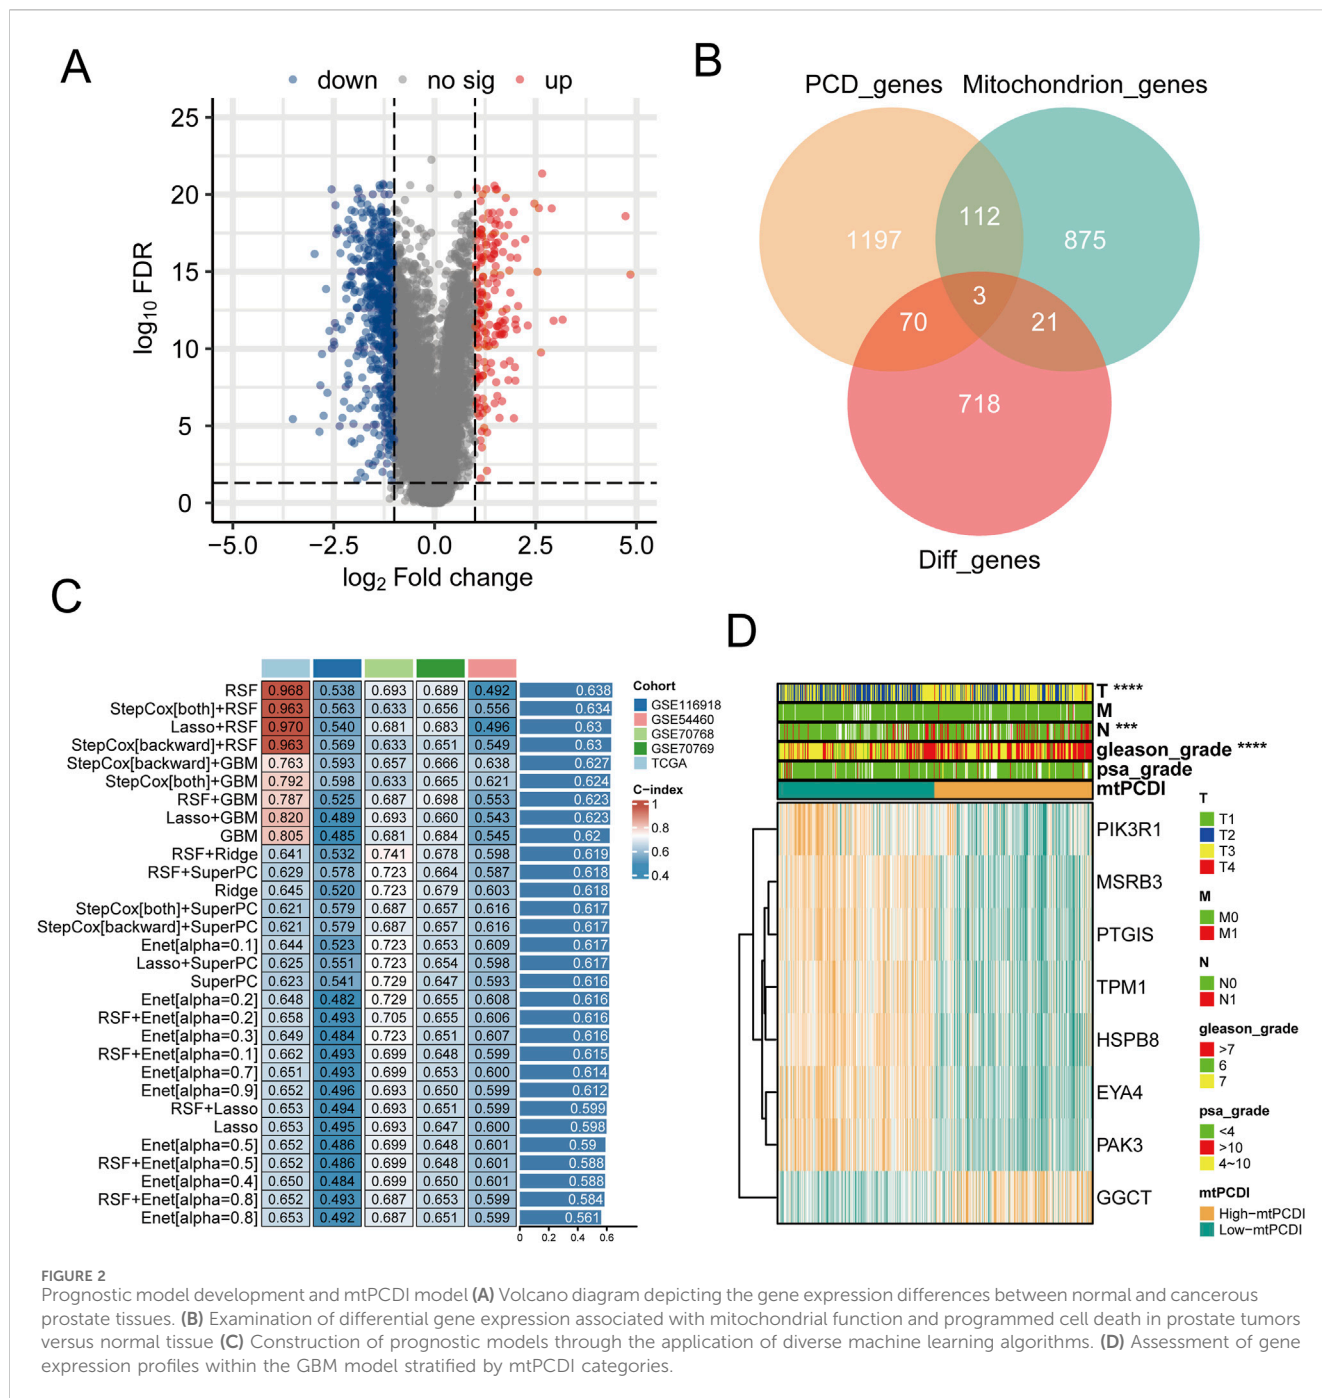 A
down
no sig
up
25
20
15
10
5
0
log10 FDR
−5.0
−2.5
0.0
2.5
5.0
log2 Fold change
B
PCD_genes
Mitochondrion_genes
1197
112
875
3
70
21
718
Diff_genes
C
RSF 0.968 0.538 0.693 0.689 0.492 0.638
StepCox[both]+RSF 0.963 0.563 0.633 0.656 0.556 0.634
Lasso+RSF 0.970 0.540 0.681 0.683 0.496 0.63
StepCox[backward]+RSF 0.963 0.569 0.633 0.651 0.549 0.63
StepCox[backward]+GBM 0.763 0.593 0.657 0.666 0.638 0.627
StepCox[both]+GBM 0.792 0.598 0.633 0.665 0.621 0.624
RSF+GBM 0.787 0.525 0.687 0.698 0.553 0.623
Lasso+GBM 0.820 0.489 0.693 0.660 0.543 0.623
GBM 0.805 0.485 0.681 0.684 0.545 0.62
RSF+Ridge 0.641 0.532 0.741 0.678 0.598 0.619
RSF+SuperPC 0.629 0.578 0.723 0.664 0.587 0.618
Ridge 0.645 0.520 0.723 0.679 0.603 0.618
StepCox[both]+SuperPC 0.621 0.579 0.687 0.657 0.616 0.617
StepCox[backward]+SuperPC 0.621 0.579 0.687 0.657 0.616 0.617
Enet[alpha=0.1] 0.644 0.523 0.723 0.653 0.609 0.617
Lasso+SuperPC 0.625 0.551 0.723 0.654 0.598 0.617
SuperPC 0.623 0.541 0.729 0.647 0.593 0.616
Enet[alpha=0.2] 0.648 0.482 0.729 0.655 0.608 0.616
RSF+Enet[alpha=0.2] 0.658 0.493 0.705 0.655 0.606 0.616
Enet[alpha=0.3] 0.649 0.484 0.723 0.651 0.607 0.616
RSF+Enet[alpha=0.1] 0.662 0.493 0.699 0.648 0.599 0.615
Enet[alpha=0.7] 0.651 0.493 0.699 0.653 0.600 0.614
Enet[alpha=0.9] 0.652 0.496 0.693 0.650 0.599 0.612
RSF+Lasso 0.653 0.494 0.693 0.651 0.599 0.599
Lasso 0.653 0.495 0.693 0.647 0.600 0.598
Enet[alpha=0.5] 0.652 0.486 0.699 0.648 0.601 0.59
RSF+Enet[alpha=0.5] 0.652 0.486 0.699 0.648 0.601 0.588
Enet[alpha=0.4] 0.650 0.484 0.699 0.650 0.601 0.588
RSF+Enet[alpha=0.8] 0.652 0.493 0.687 0.653 0.599 0.584
Enet[alpha=0.8] 0.653 0.492 0.687 0.651 0.599 0.561
0 0.2 0.4 0.6
Cohort
GSE116918
GSE54460
GSE70768
GSE70769
TCGA
C−index
1
0.8
0.6
0.4
D
T ****
M
N ***
gleason_grade ****
psa_grade
mtPCDI
PIK3R1
MSRB3
PTGIS
TPM1
HSPB8
EYA4
PAK3
GGCT
T
T1
T2
T3
T4
M
M0
M1
N
N0
N1
gleason_grade
>7
6
7
psa_grade
<4
>10
4~10
mtPCDI
High−mtPCDI
Low−mtPCDI
FIGURE 2
Prognostic model development and mtPCDI model (A) Volcano diagram depicting the gene expression differences between normal and cancerous
prostate tissues. (B) Examination of differential gene expression associated with mitochondrial function and programmed cell death in prostate tumors
versus normal tissue (C) Construction of prognostic models through the application of diverse machine learning algorithms. (D) Assessment of gene
expression profiles within the GBM model stratified by mtPCDI categories.